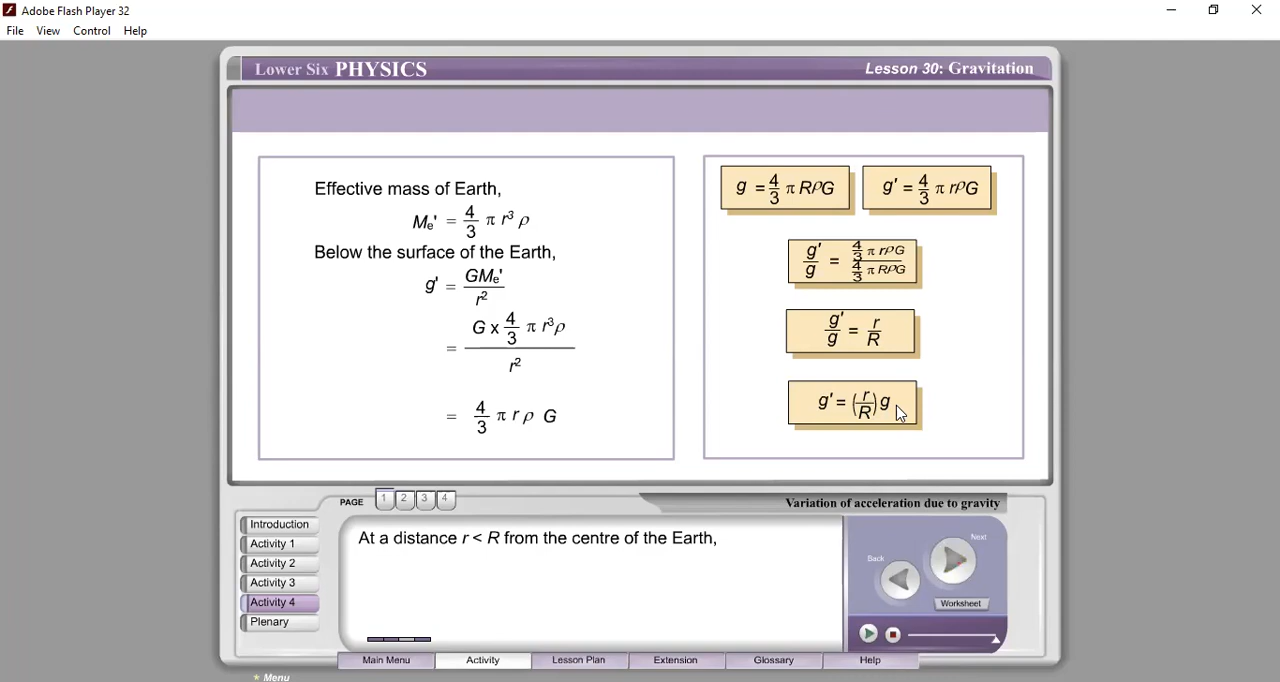 Adobe Flash Player 32
File View Control Help
Lower Six PHYSICS
Lesson 30: Gravitation
Effective mass of Earth,
Me' = 4/3 π r³ ρ
Below the surface of the Earth,
g' = GMe'/r²
= G x 4/3 π r³ρ / r²
= 4/3 π r ρ G
g = 4/3 π RρG
g' = 4/3 π rρG
g'/g = 4/3 π rρG / 4/3 π RρG
g'/g = r/R
g' = (r/R)g
PAGE 1 2 3 4
Variation of acceleration due to gravity
Introduction
Activity 1
Activity 2
Activity 3
Activity 4
Plenary
At a distance r < R from the centre of the Earth,
Next
Back
Worksheet
Main Menu Activity Lesson Plan Extension Glossary Help
★ Menu